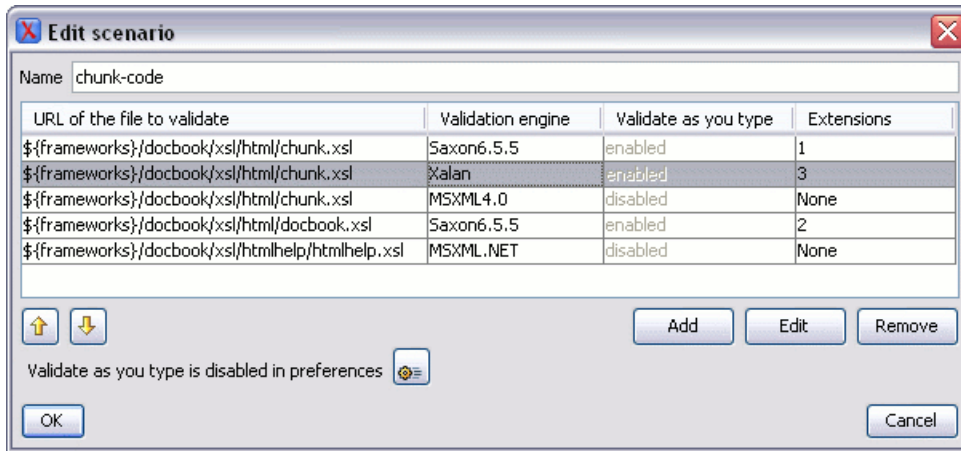 Edit scenario
Name chunk-code
URL of the file to validate Validation engine Validate as you type Extensions
${frameworks}/docbook/xsl/html/chunk.xsl Saxon6.5.5 enabled 1
${frameworks}/docbook/xsl/html/chunk.xsl Xalan enabled 3
${frameworks}/docbook/xsl/html/chunk.xsl MSXML4.0 disabled None
${frameworks}/docbook/xsl/html/docbook.xsl Saxon6.5.5 enabled 2
${frameworks}/docbook/xsl/htmlhelp/htmlhelp.xsl MSXML.NET disabled None
Add Edit Remove
Validate as you type is disabled in preferences
OK Cancel